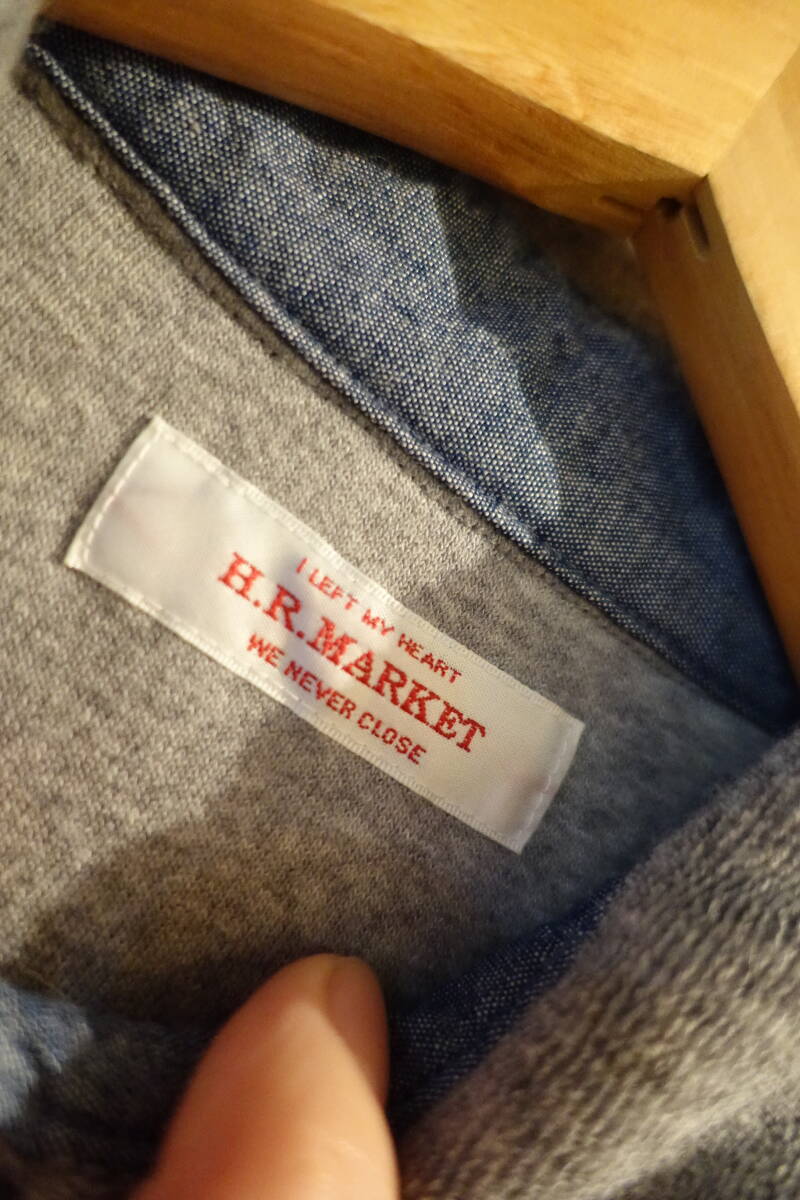 I LEFT MY HEART
H.R.MARKET
WE NEVER CLOSE